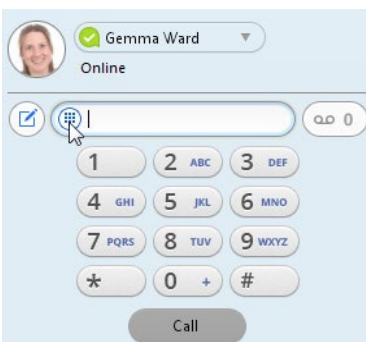 Gemma Ward
Online
0
1 2 ABC 3 DEF
4 GHI 5 JKL 6 MNO
7 PQRS 8 TUV 9 WXYZ
* 0 + #
Call